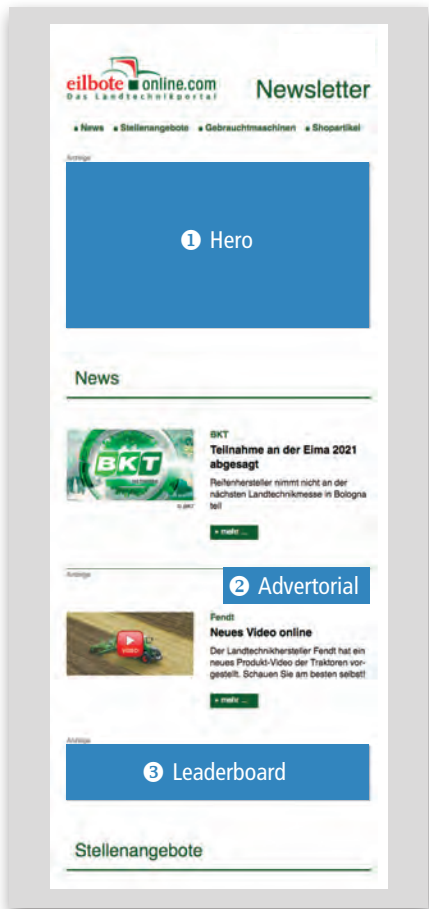 eilbote online.com
Das Landtechnikportal
Newsletter
News Stellenangebote Gebrauchtmaschinen Shopartikel
Anzeige
❶ Hero
News
BKT
BKT
Teilnahme an der Eima 2021
abgesagt
Reifenhersteller nimmt nicht an der
nächsten Landtechnikmesse in Bologna
teil
© BKT
» mehr ...
Anzeige
❷ Advertorial
Fendt
Neues Video online
Der Landtechnikhersteller Fendt hat ein
neues Produkt-Video der Traktoren vor-
gestellt. Schauen Sie am besten selbst!
VIDEO
» mehr ...
Anzeige
❸ Leaderboard
Stellenangebote